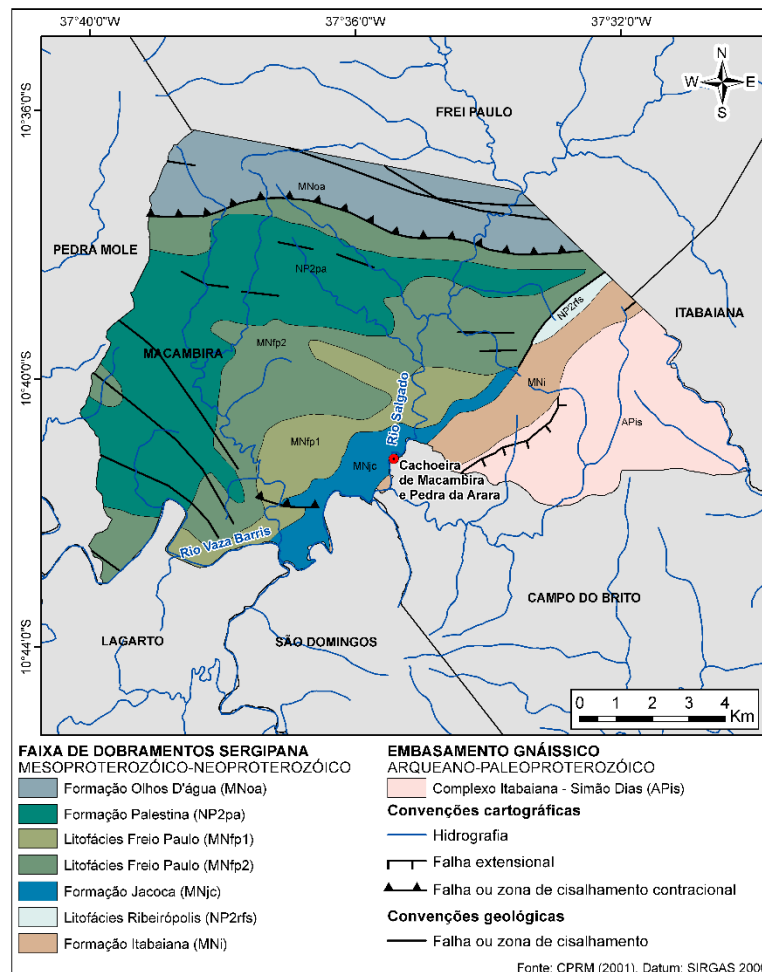 37°40'0"W
37°36'0"W
37°32'0"W
N
W E
S
10°36'S
FREI PAULO
MNoa
PEDRA MOLE
NP2pa
ITABAIANA
NP2rfs
MACAMBIRA
MNfp2
10°40'0"S
Rio Salgado
MNi
APis
MNfp1
MNjc
Cachoeira
de Macambira
e Pedra da Arara
Rio Vaza Barris
CAMPO DO BRITO
LAGARTO
SÃO DOMINGOS
10°44'0"S
0 1 2 3 4
Km
FAIXA DE DOBRAMENTOS SERGIPANA
MESOPROTEROZÓICO-NEOPROTEROZÓICO
Formação Olhos D'água (MNoa)
Formação Palestina (NP2pa)
Litofácies Freio Paulo (MNfp1)
Litofácies Freio Paulo (MNfp2)
Formação Jacoca (MNjc)
Litofácies Ribeirópolis (NP2rfs)
Formação Itabaiana (MNi)
EMBASAMENTO GNÁISSICO
ARQUEANO-PALEOPROTEROZÓICO
Complexo Itabaiana - Simão Dias (APis)
Convenções cartográficas
Hidrografia
Falha extensional
Falha ou zona de cisalhamento contracional
Convenções geológicas
Falha ou zona de cisalhamento
Fonte: CPRM (2001). Datum: SIRGAS 200